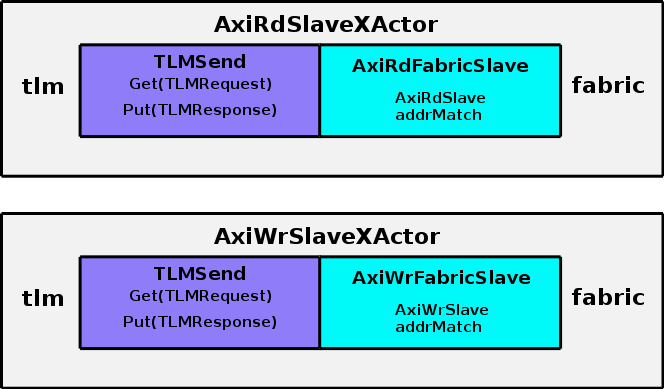 AxiRdSlaveXActor
tlm
TLMSend
Get(TLMRequest)
Put(TLMResponse)
AxiRdFabricSlave
AxiRdSlave
addrMatch
fabric
AxiWrSlaveXActor
tlm
TLMSend
Get(TLMRequest)
Put(TLMResponse)
AxiWrFabricSlave
AxiWrSlave
addrMatch
fabric